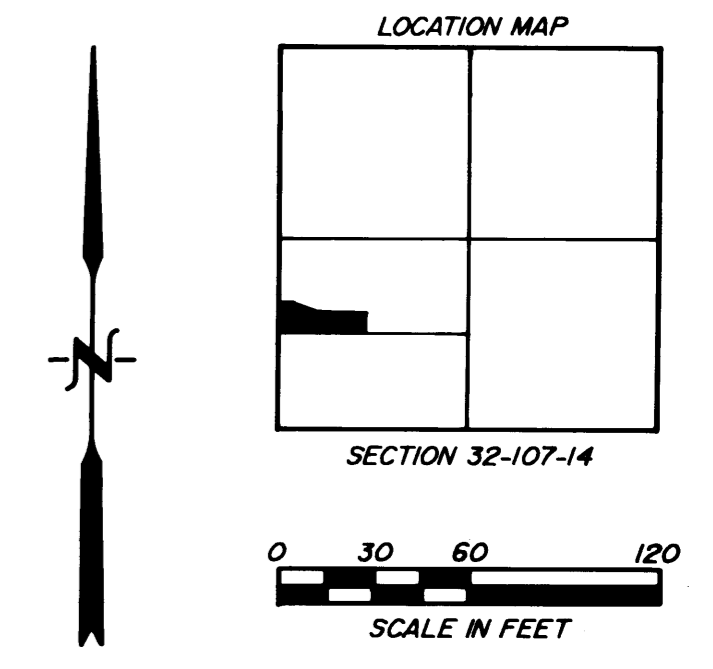 LOCATION MAP
N
SECTION 32-107-14
0 30 60 120
SCALE IN FEET